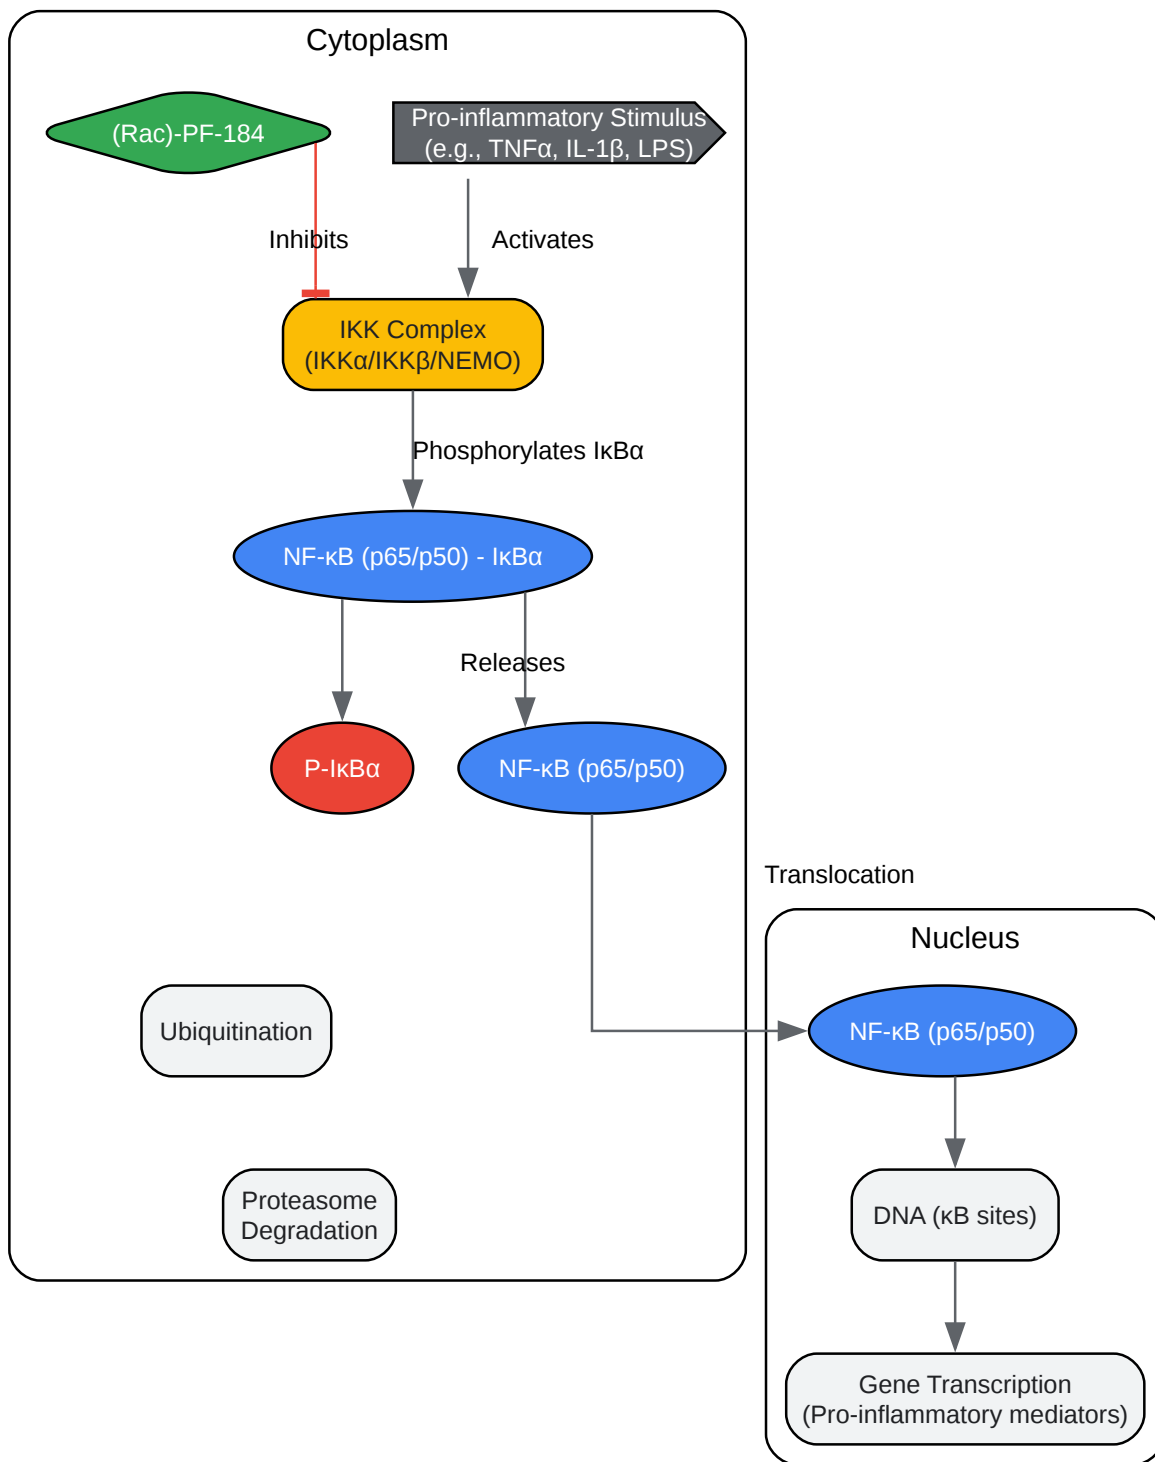 Cytoplasm
(Rac)-PF-184
Pro-inflammatory Stimulus
(e.g., TNFα, IL-1β, LPS)
Inhibits
Activates
IKK Complex
(IKKα/IKKβ/NEMO)
Phosphorylates IκBα
NF-κB (p65/p50) - IκBα
Releases
P-IκBα
NF-κB (p65/p50)
Translocation
Nucleus
Ubiquitination
NF-κB (p65/p50)
Proteasome
Degradation
DNA (κB sites)
Gene Transcription
(Pro-inflammatory mediators)